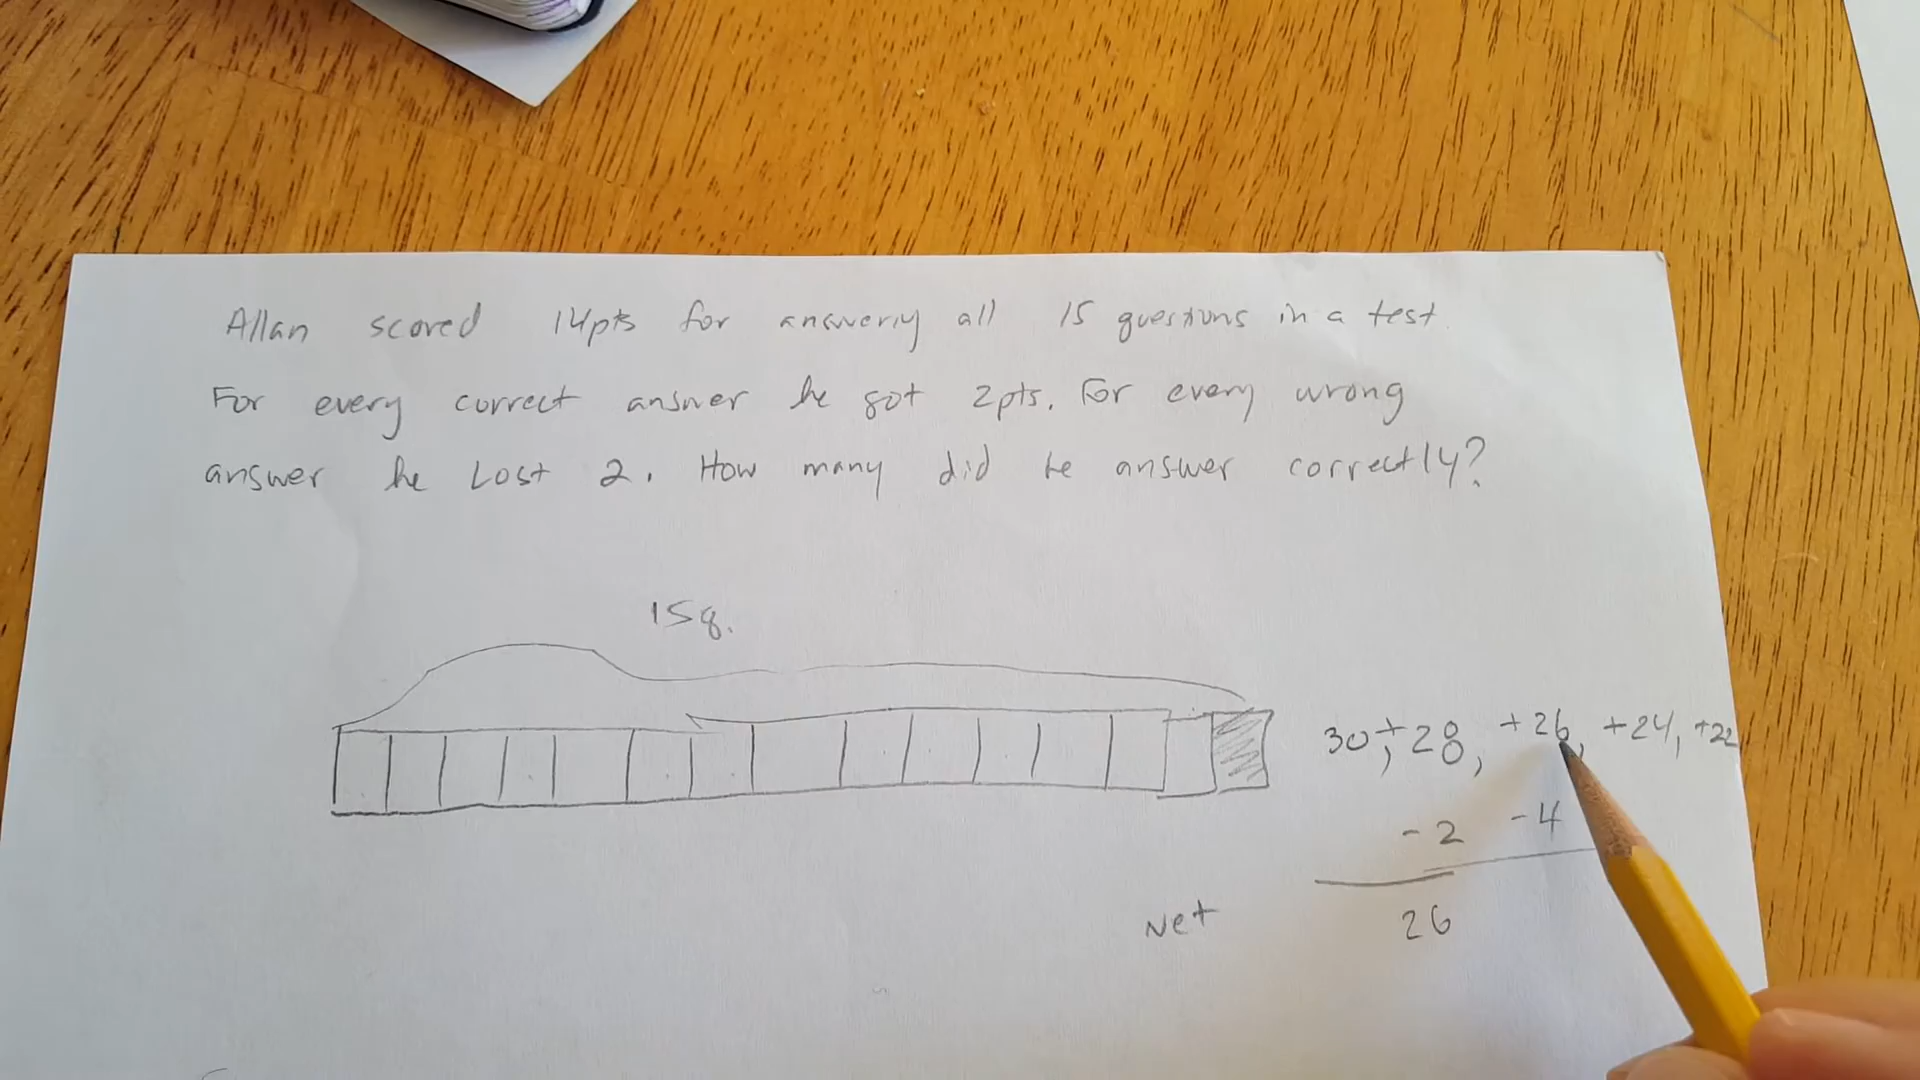 Allan scored 14pts for answering all 15 questions in a test.
For every correct answer he got 2pts. For every wrong
answer he Lost 2. How many did he answer correctly?
15q.
30, +28, +26, +24, +22
-2 -4
Net 26